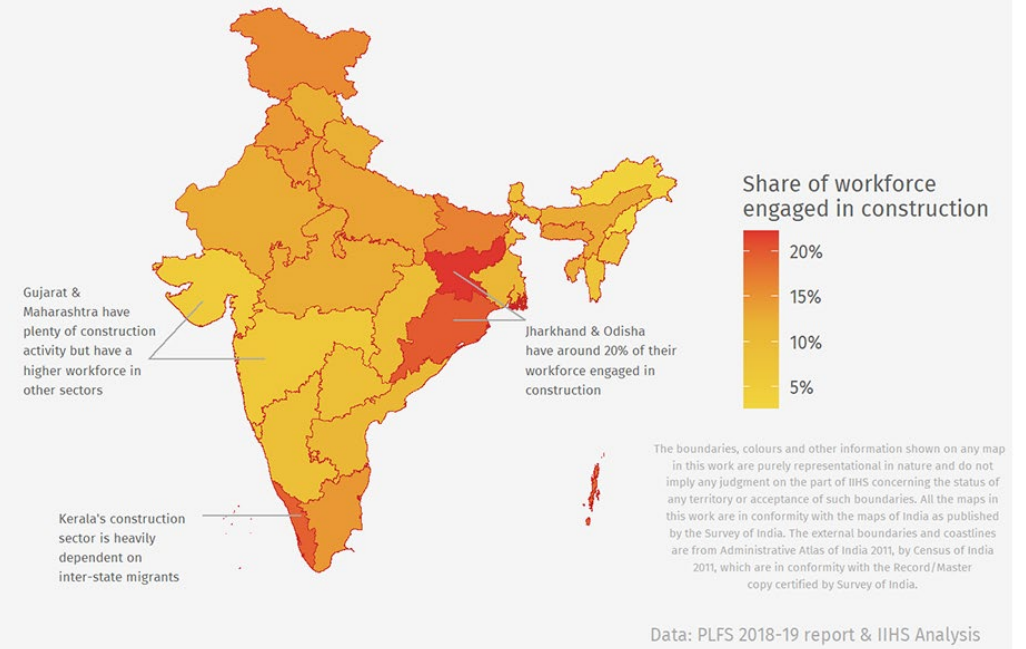 Share of workforce
engaged in construction
20%
15%
10%
5%
Gujarat &
Maharashtra have
plenty of construction
activity but have a
higher workforce in
other sectors
Jharkhand & Odisha
have around 20% of their
workforce engaged in
construction
Kerala's construction
sector is heavily
dependent on
inter-state migrants
The boundaries, colours and other information shown on any map
in this work are purely representational in nature and do not
imply any judgment on the part of IIHS concerning the status of
any territory or acceptance of such boundaries. All the maps in
this work are in conformity with the maps of India as published
by the Survey of India. The external boundaries and coastlines
are from Administrative Atlas of India 2011, by Census of India
2011, which are in conformity with the Record/Master
copy certified by Survey of India.
Data: PLFS 2018-19 report & IIHS Analysis